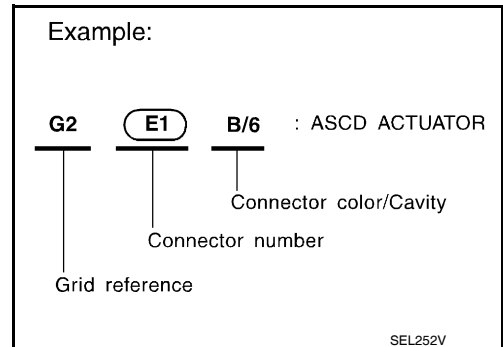 Example:
G2 E1 B/6 : ASCD ACTUATOR
Connector color/Cavity
Connector number
Grid reference
SEL252V